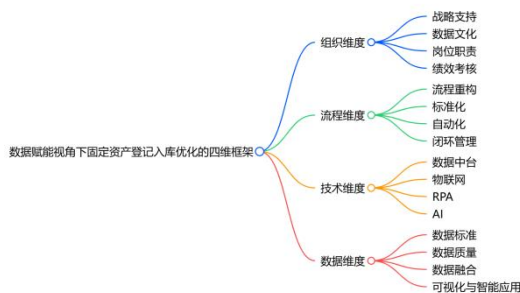 数据赋能视角下固定资产登记入库优化的四维框架
组织维度
战略支持
数据文化
岗位职责
绩效考核
流程维度
流程重构
标准化
自动化
闭环管理
技术维度
数据中台
物联网
RPA
AI
数据维度
数据标准
数据质量
数据融合
可视化与智能应用